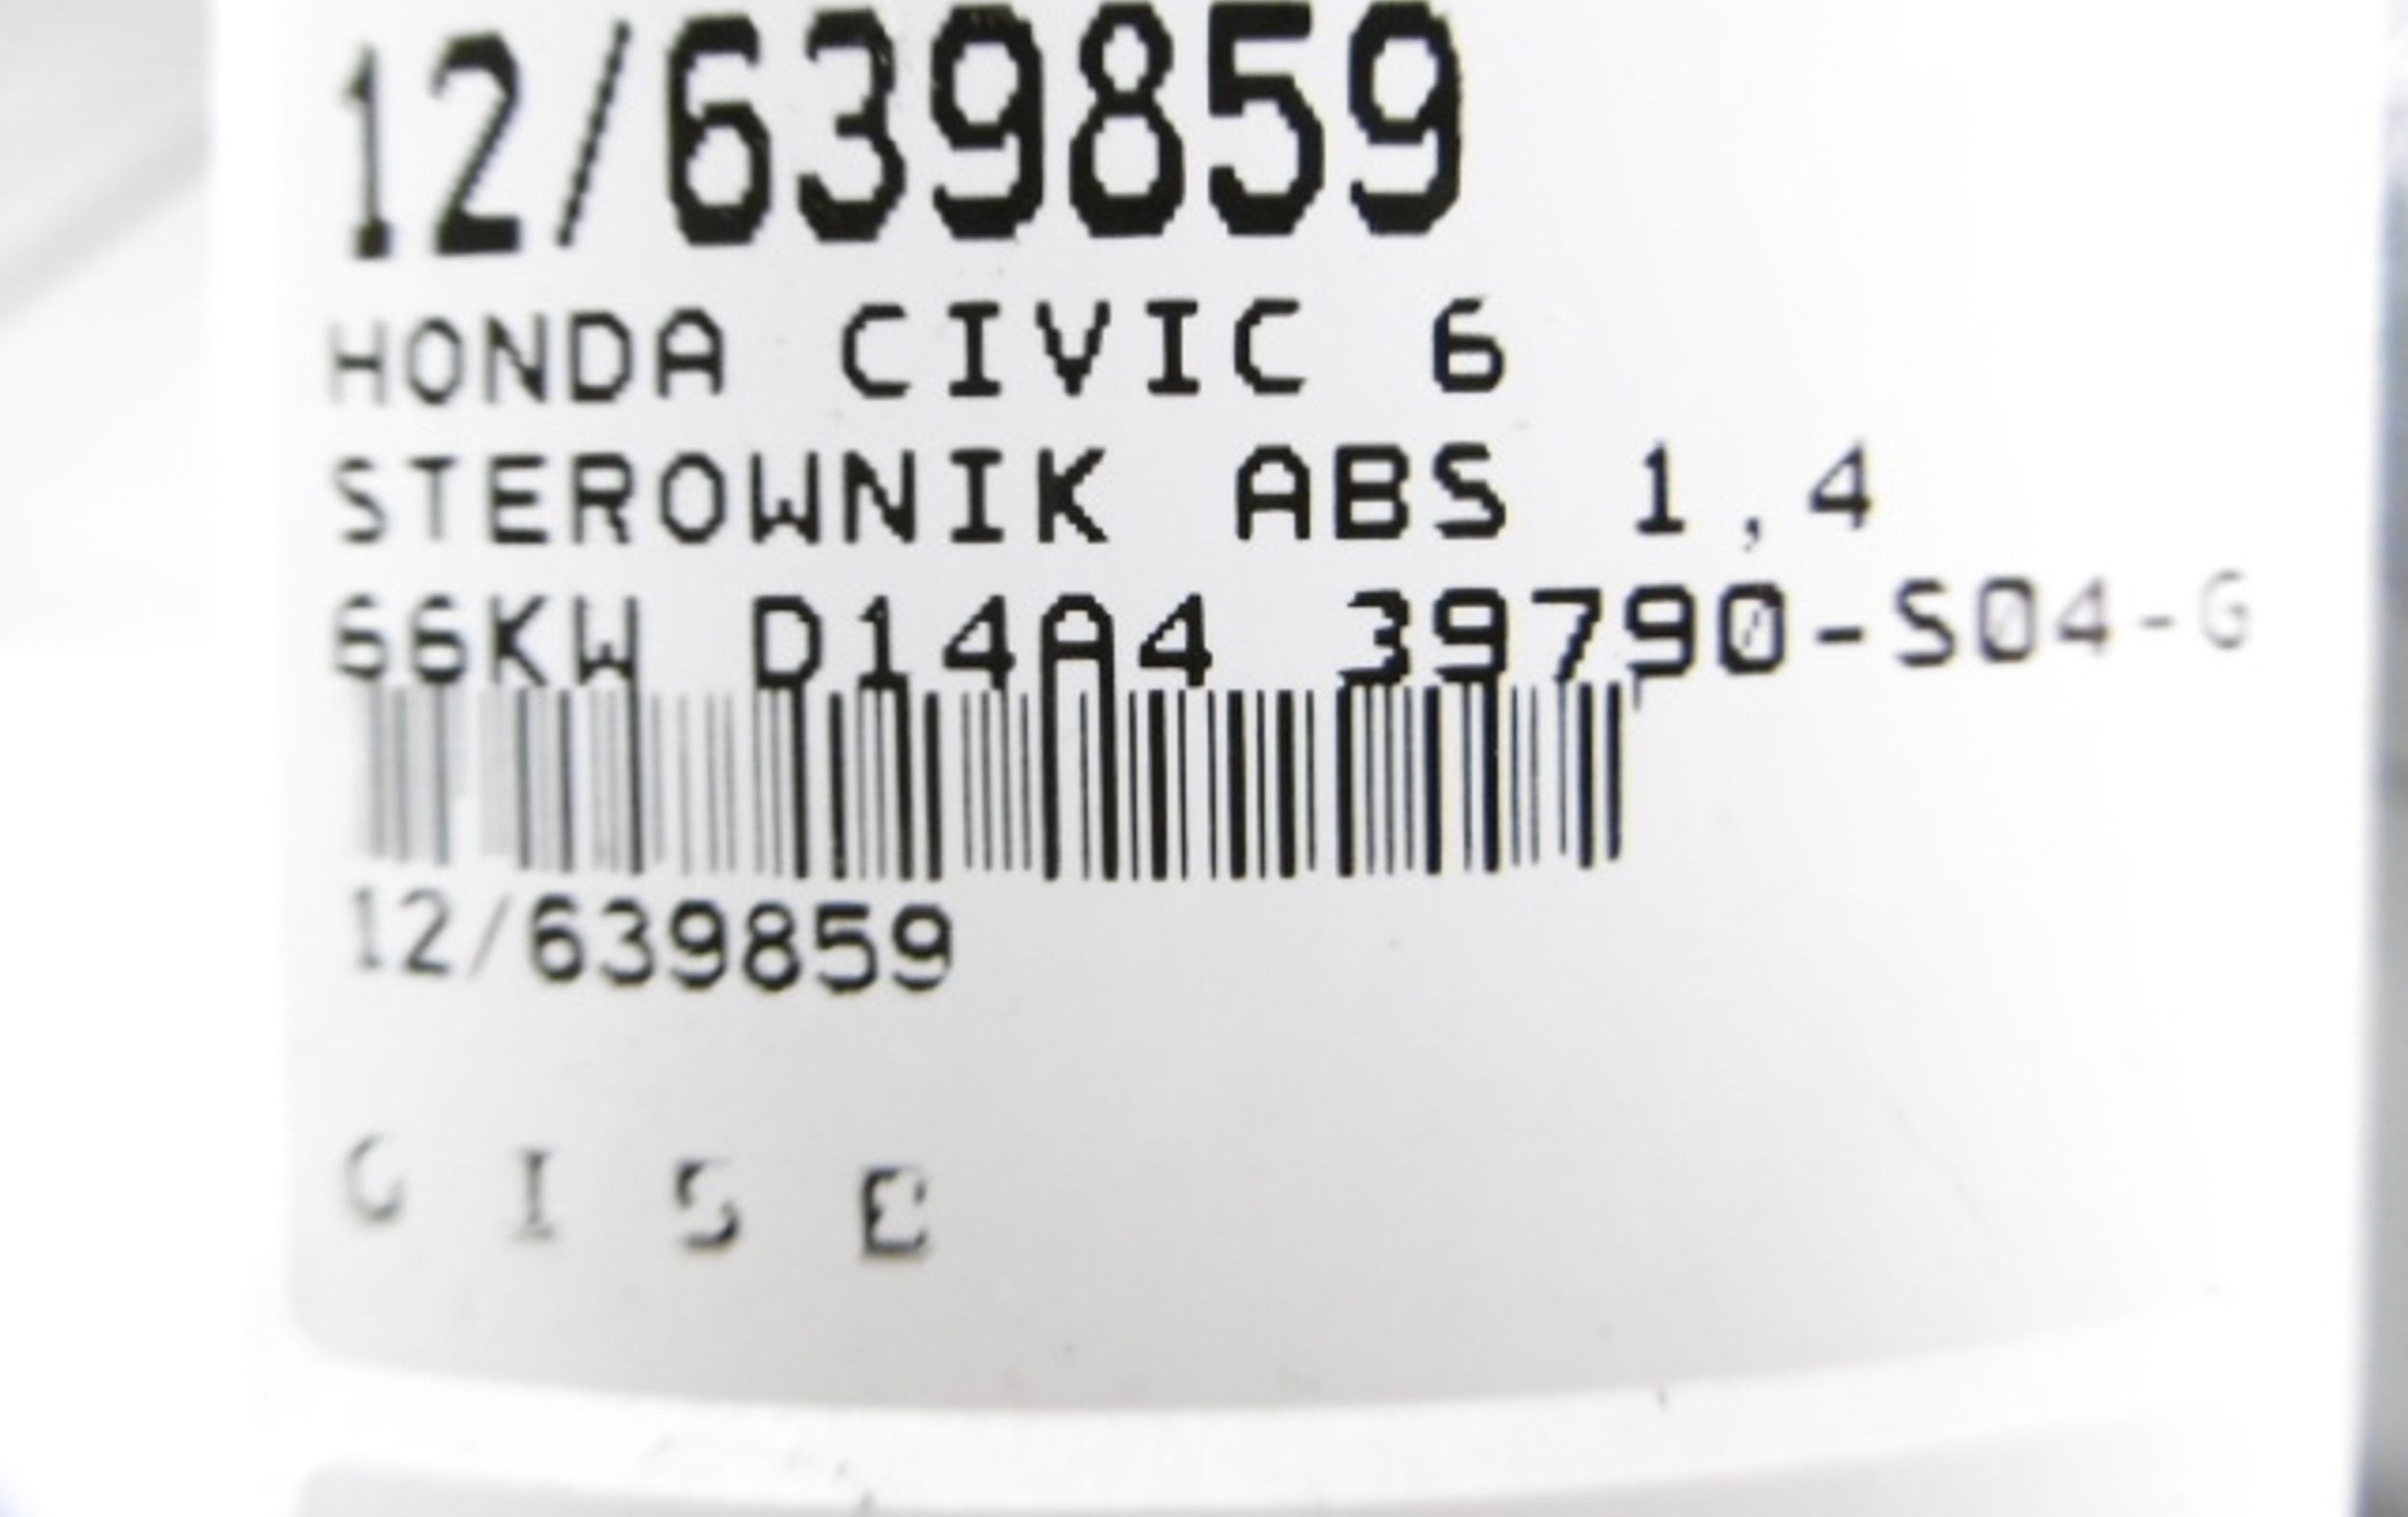 12/639859
HONDA CIVIC 6
STEROWNIK ABS 1,4
66KW D14A4 39790-S04-G
12/639859